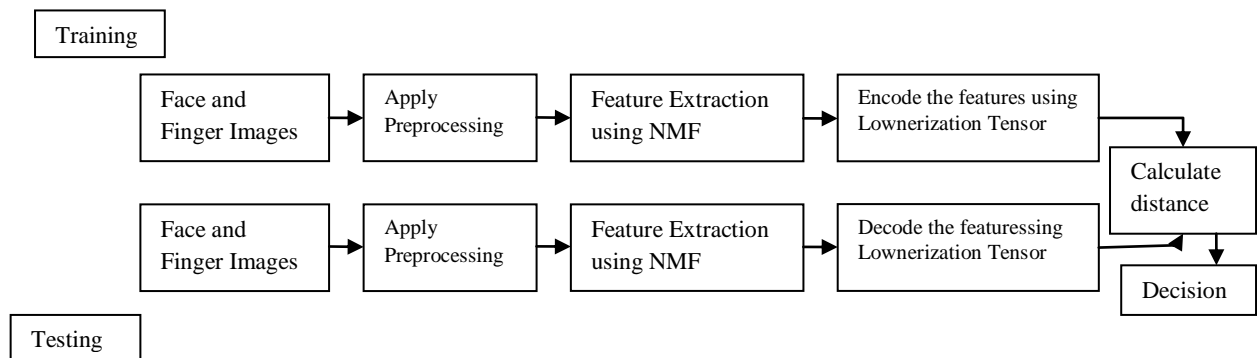 Training
Face and
Finger Images
Apply
Preprocessing
Feature Extraction
using NMF
Encode the features using
Lownerization Tensor
Calculate
distance
Face and
Finger Images
Apply
Preprocessing
Feature Extraction
using NMF
Decode the featuressing
Lownerization Tensor
Decision
Testing